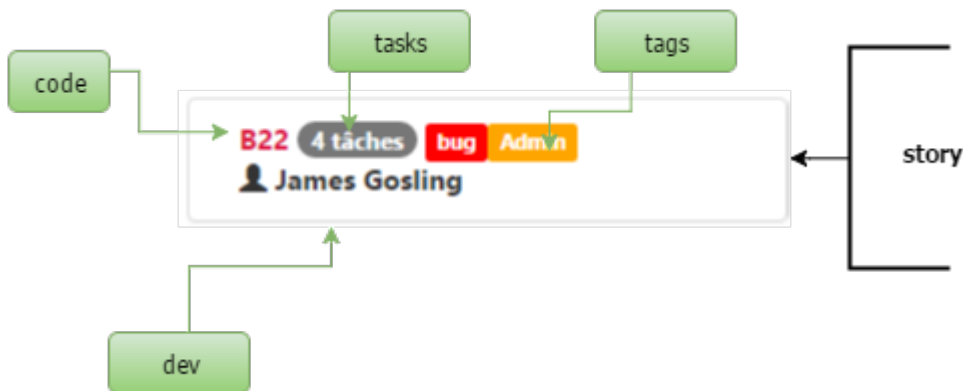 tasks
tags
code
B22 4 tâches bug Admin
James Gosling
story
dev